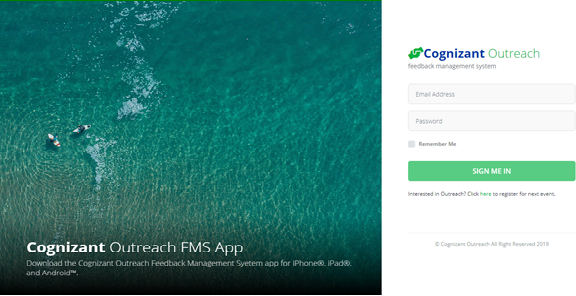 Cognizant Outreach
feedback management system
Email Address
Password
Remember Me
SIGN ME IN
Interested in Outreach? Click here to register for next event.
© Cognizant Outreach All Right Reserved 2019
Cognizant Outreach FMS App
Download the Cognizant Outreach Feedback Management Syetem app for iPhone®. iPad®.
and Android™.